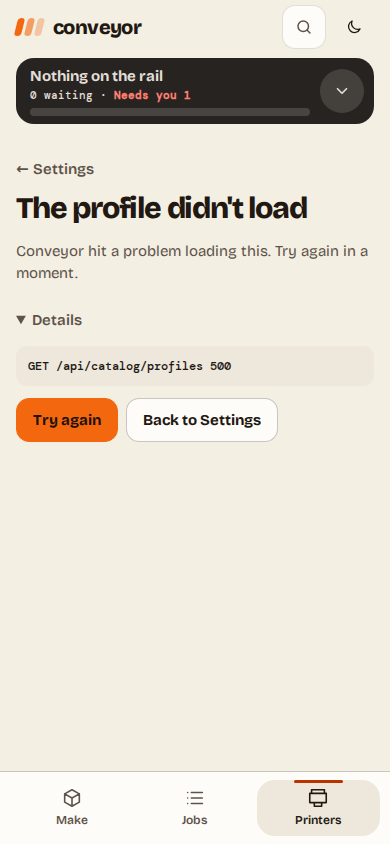 conveyor
Nothing on the rail
0 waiting · Needs you 1
← Settings
The profile didn't load
Conveyor hit a problem loading this. Try again in a
moment.
▼ Details
GET /api/catalog/profiles 500
Try again
Back to Settings
Make
Jobs
Printers